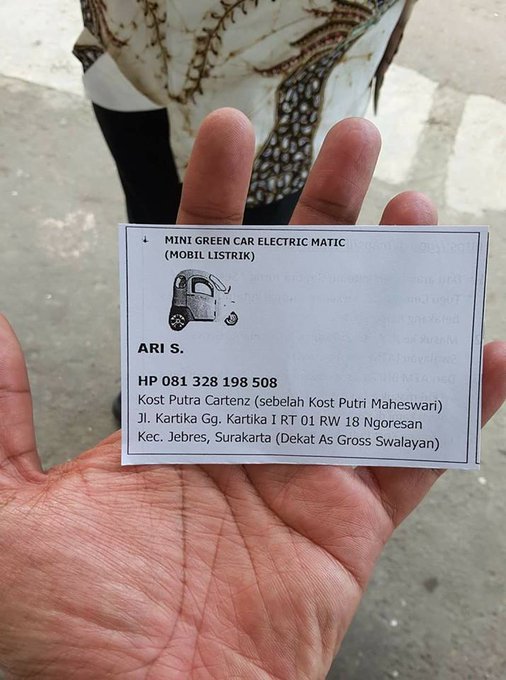 MINI GREEN CAR ELECTRIC MATIC
(MOBIL LISTRIK)
ARI S.
HP 081 328 198 508
Kost Putra Cartenz (sebelah Kost Putri Maheswari)
Jl. Kartika Gg. Kartika I RT 01 RW 18 Ngoresan
Kec. Jebres, Surakarta (Dekat As Gross Swalayan)